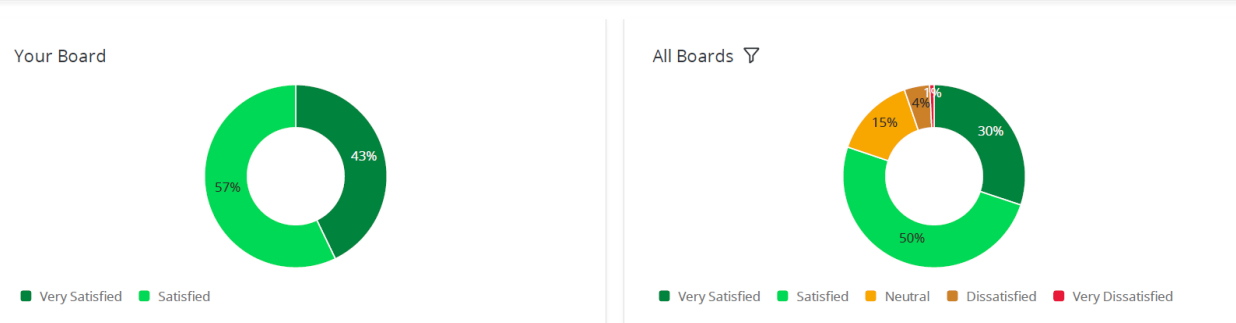 Your Board
43%
57%
Very Satisfied Satisfied
All Boards
1%
4%
15%
30%
50%
Very Satisfied Satisfied Neutral Dissatisfied Very Dissatisfied